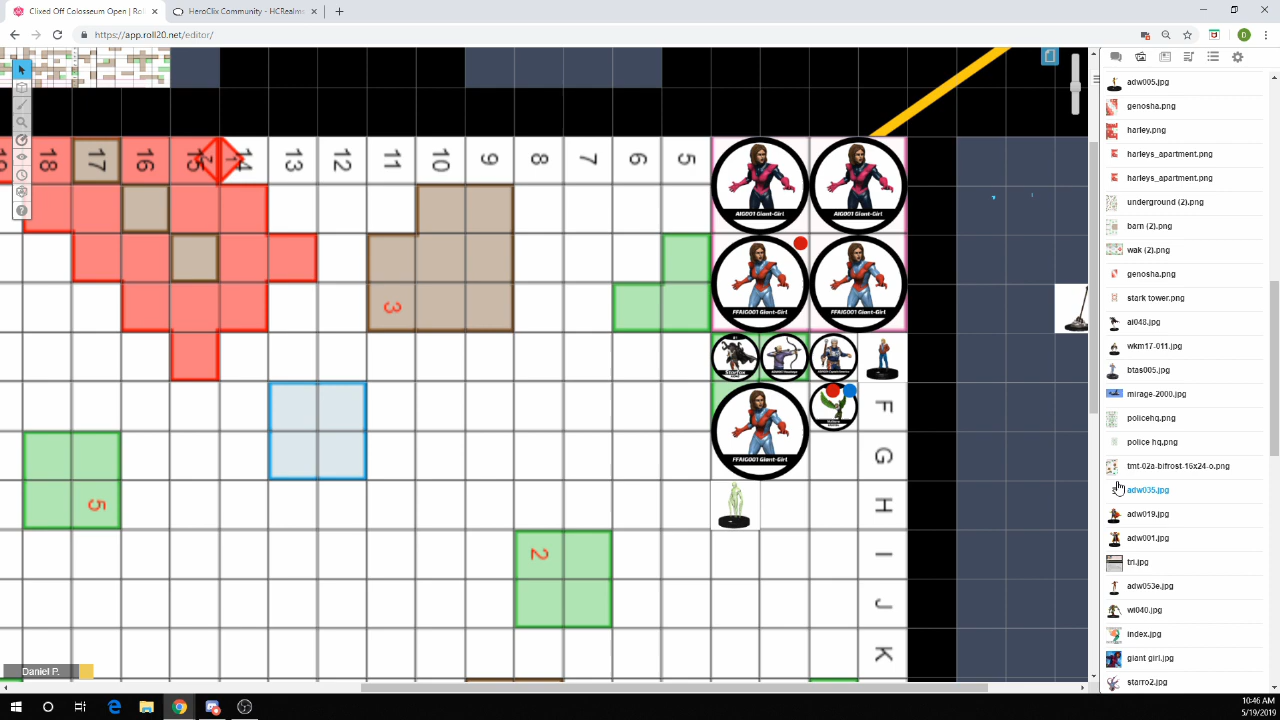 Clixed Off Colosseum Open | Rol
HeroClix Community - HCRealms
https://app.roll20.net/editor/
18 17 16 15 14 13 12 11 10 9 8 7 6 5
AIG001 Giant-Girl
AIG001 Giant-Girl
FFAIG001 Giant-Girl
FFAIG001 Giant-Girl
3
Starfox
F
FFAIG001 Giant-Girl
G
5
H
2
I
J
K
Daniel P.
adw005.jpg
genosha.png
harley.png
harleys_apartment.png
harleys_apartment.png
underground (2).png
barn (2).png
wak (2).png
genosha.png
stark tower.png
ai048.jpg
wkm17-011.jpg
btas005.jpg
mirage-2000.jpg
policehq.png
police hq.png
tmt-02a-bifrost-16x24-o.png
adw035.jpg
adw019.jpg
adw001.jpg
tri.jpg
adw053e.jpg
wi040.jpg
index.jpg
giant girl.jpg
starro2.jpg
10:46 AM
5/19/2019